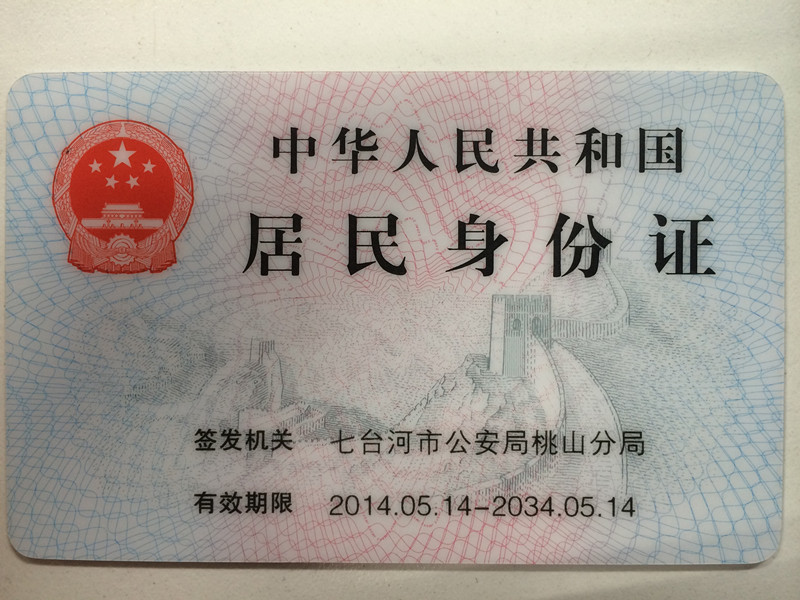 中华人民共和国
居民身份证
签发机关 七台河市公安局桃山分局
有效期限 2014.05.14-2034.05.14